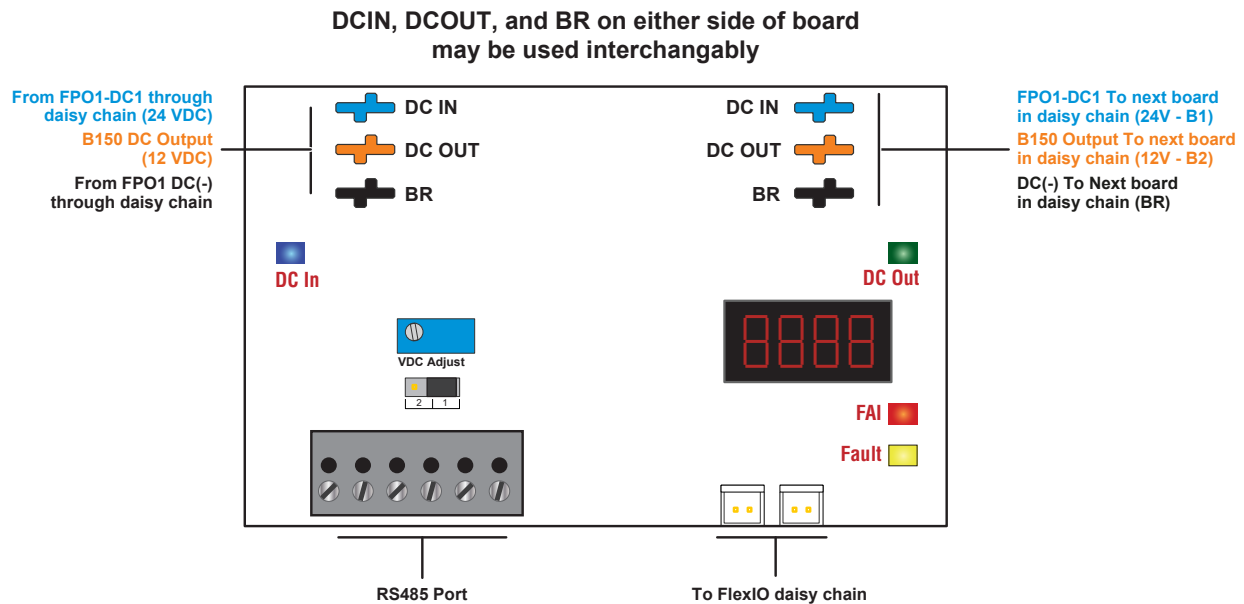 DCIN, DCOUT, and BR on either side of board
may be used interchangably
From FPO1-DC1 through
daisy chain (24 VDC)
B150 DC Output
(12 VDC)
From FPO1 DC(-)
through daisy chain
DC IN
DC OUT
BR
DC IN
DC OUT
BR
FPO1-DC1 To next board
in daisy chain (24V - B1)
B150 Output To next board
in daisy chain (12V - B2)
DC(-) To Next board
in daisy chain (BR)
DC In
DC Out
VDC Adjust
2 1
8888
FAI
Fault
RS485 Port
To FlexIO daisy chain